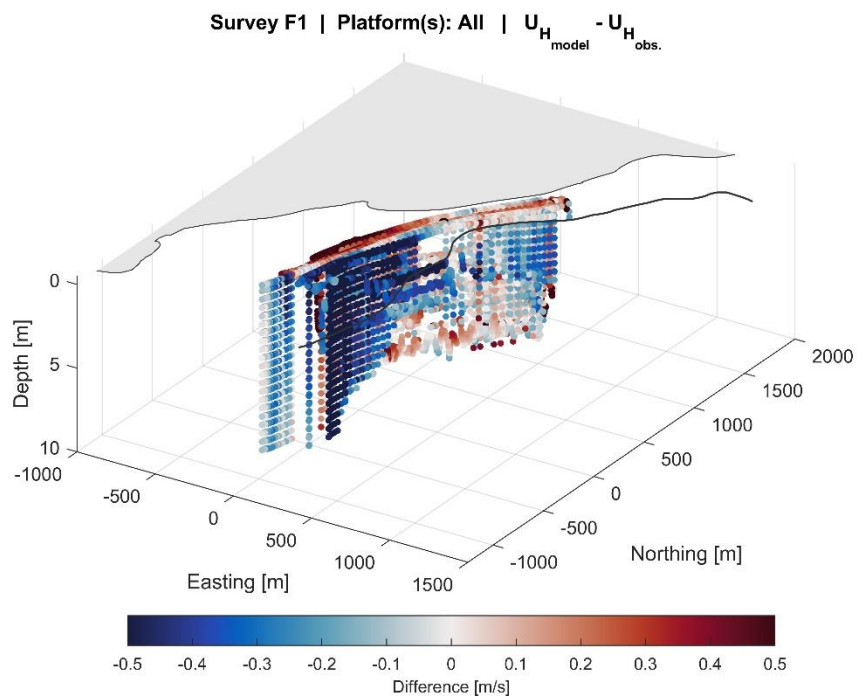 Survey F1 | Platform(s): All | U_H_model - U_H_obs.
0
5
10
Depth [m]
-1000
-500
0
500
1000
1500
Easting [m]
-1000
-500
0
500
1000
1500
2000
Northing [m]
-0.5 -0.4 -0.3 -0.2 -0.1 0 0.1 0.2 0.3 0.4 0.5
Difference [m/s]